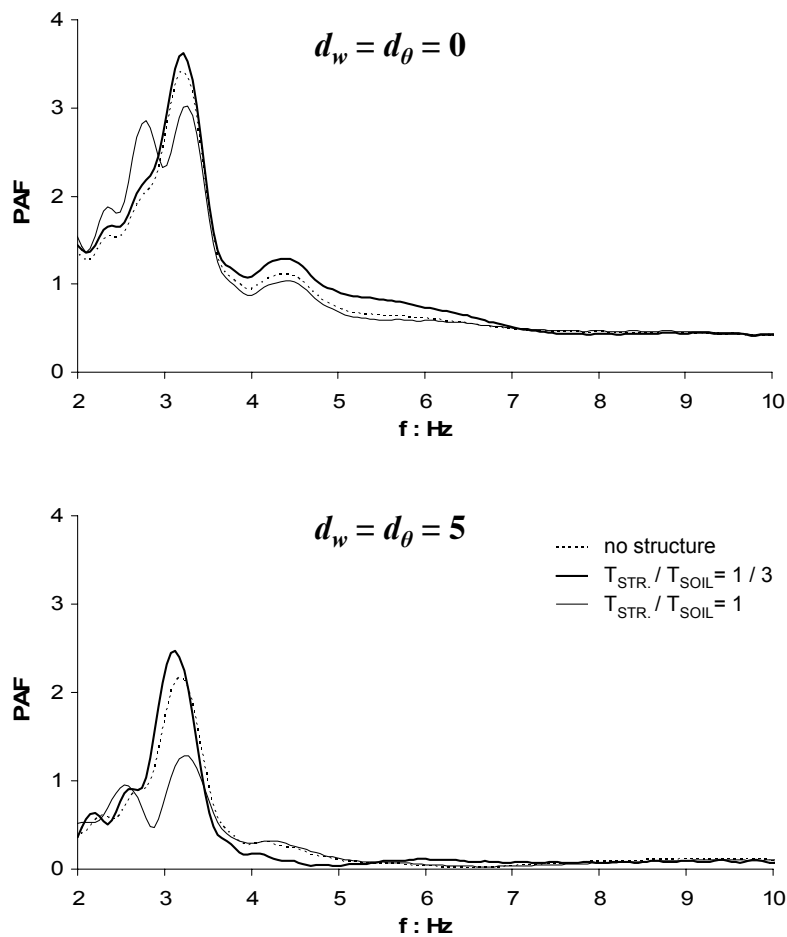 d_w = d_θ = 0
PAF
4
3
2
1
0
2 3 4 5 6 7 8 9 10
f : Hz
d_w = d_θ = 5
no structure
T_STR. / T_SOIL = 1 / 3
T_STR. / T_SOIL = 1
PAF
4
3
2
1
0
2 3 4 5 6 7 8 9 10
f : Hz